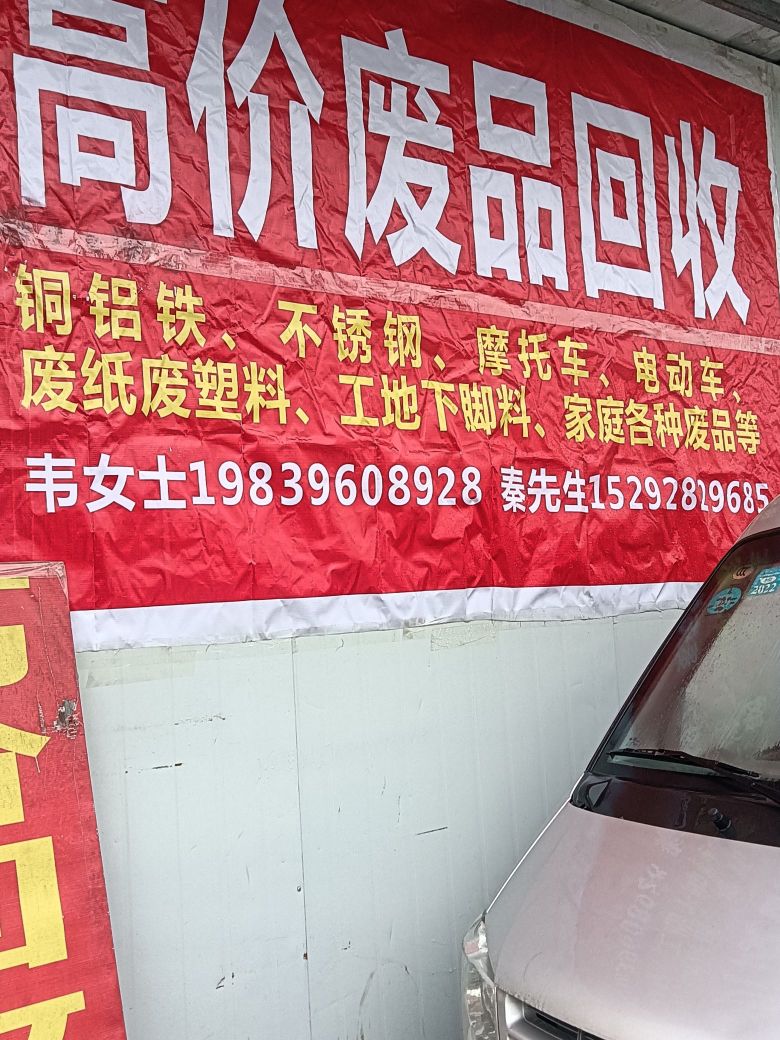 高价废品回收
铜铝铁、不锈钢、摩托车、电动车、
废纸废塑料、工地下脚料、家庭各种废品等
韦女士19839608928 秦先生15292819685
2022